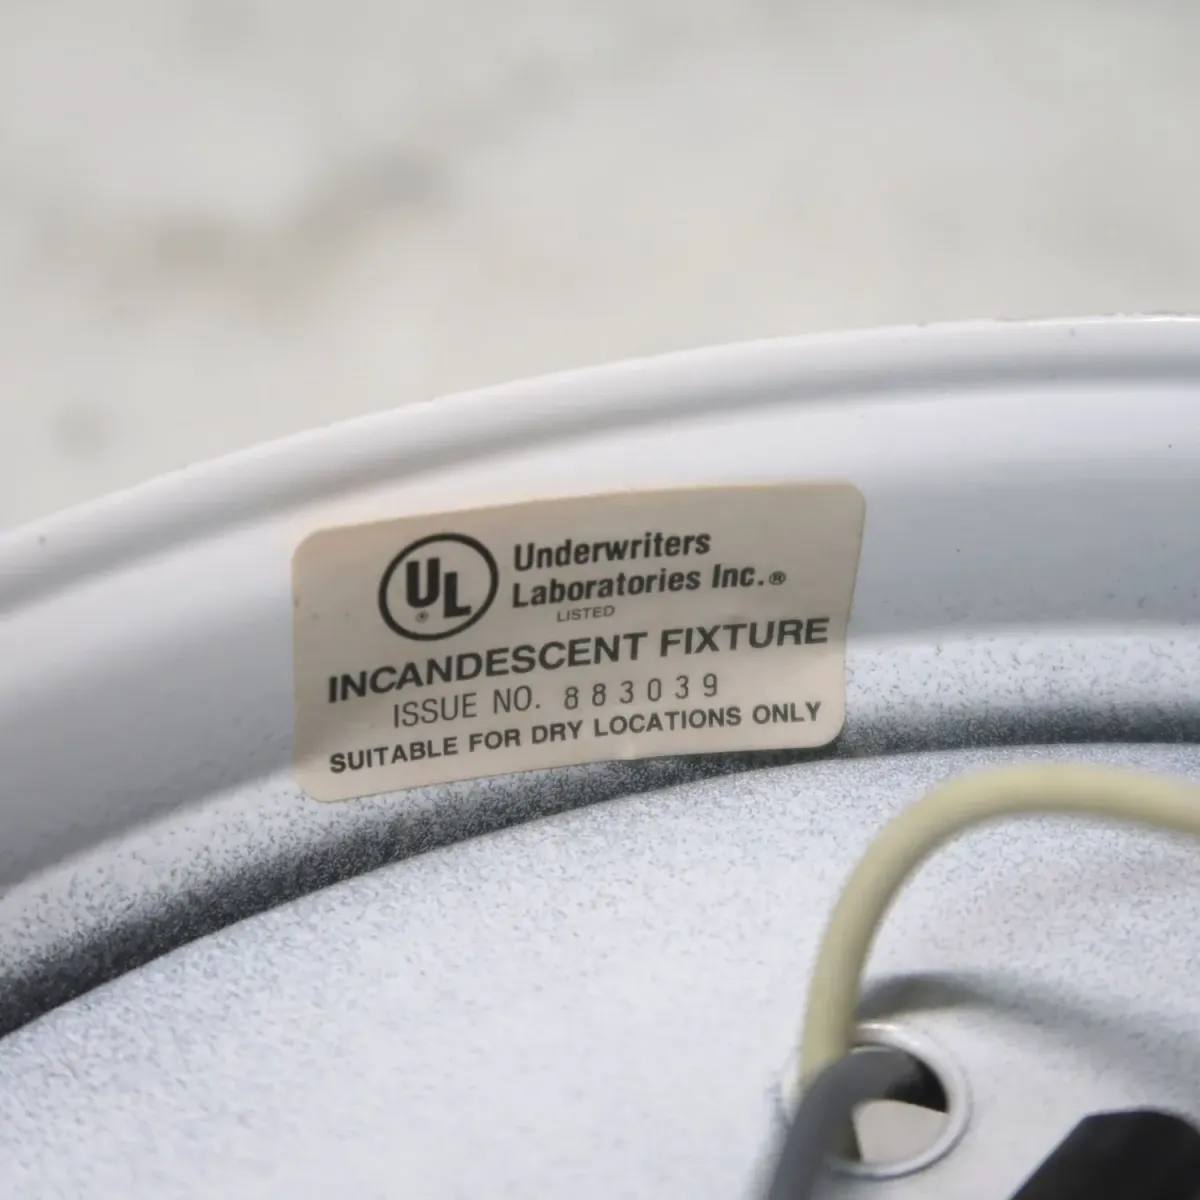 UL ®
Underwriters
Laboratories Inc.®
LISTED
INCANDESCENT FIXTURE
ISSUE NO. 883039
SUITABLE FOR DRY LOCATIONS ONLY